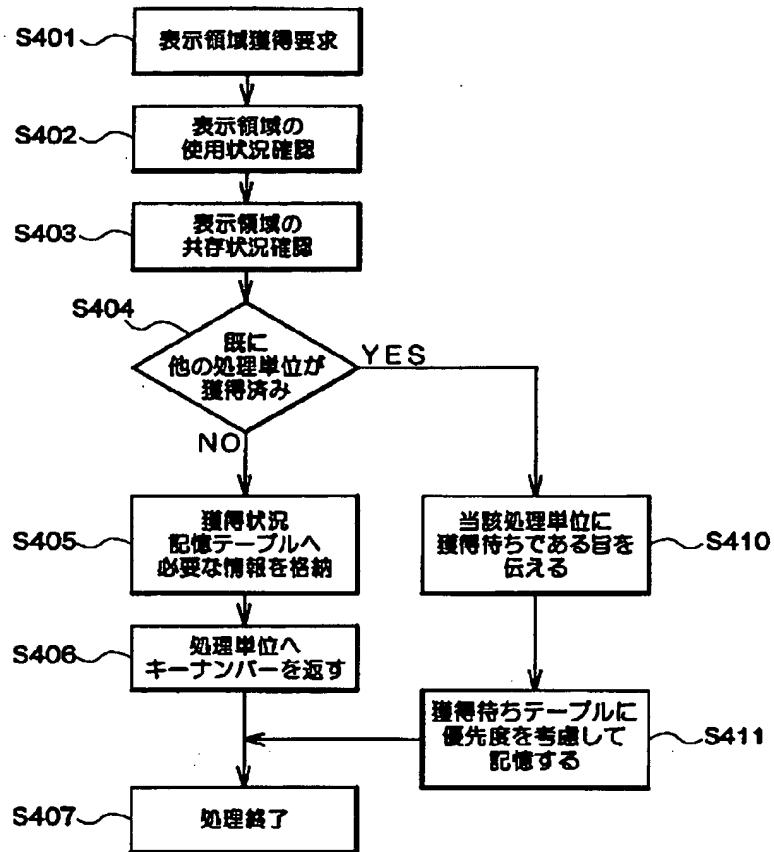 S401
表示領域獲得要求
S402
表示領域の
使用状況確認
S403
表示領域の
共存状況確認
S404
既に
他の処理単位が
獲得済み
YES
NO
S405
獲得状況
記憶テーブルへ
必要な情報を格納
S406
処理単位へ
キーナンバーを返す
当該処理単位に
獲得待ちである旨を
伝える
S410
獲得待ちテーブルに
優先度を考慮して
記憶する
S411
S407
処理終了